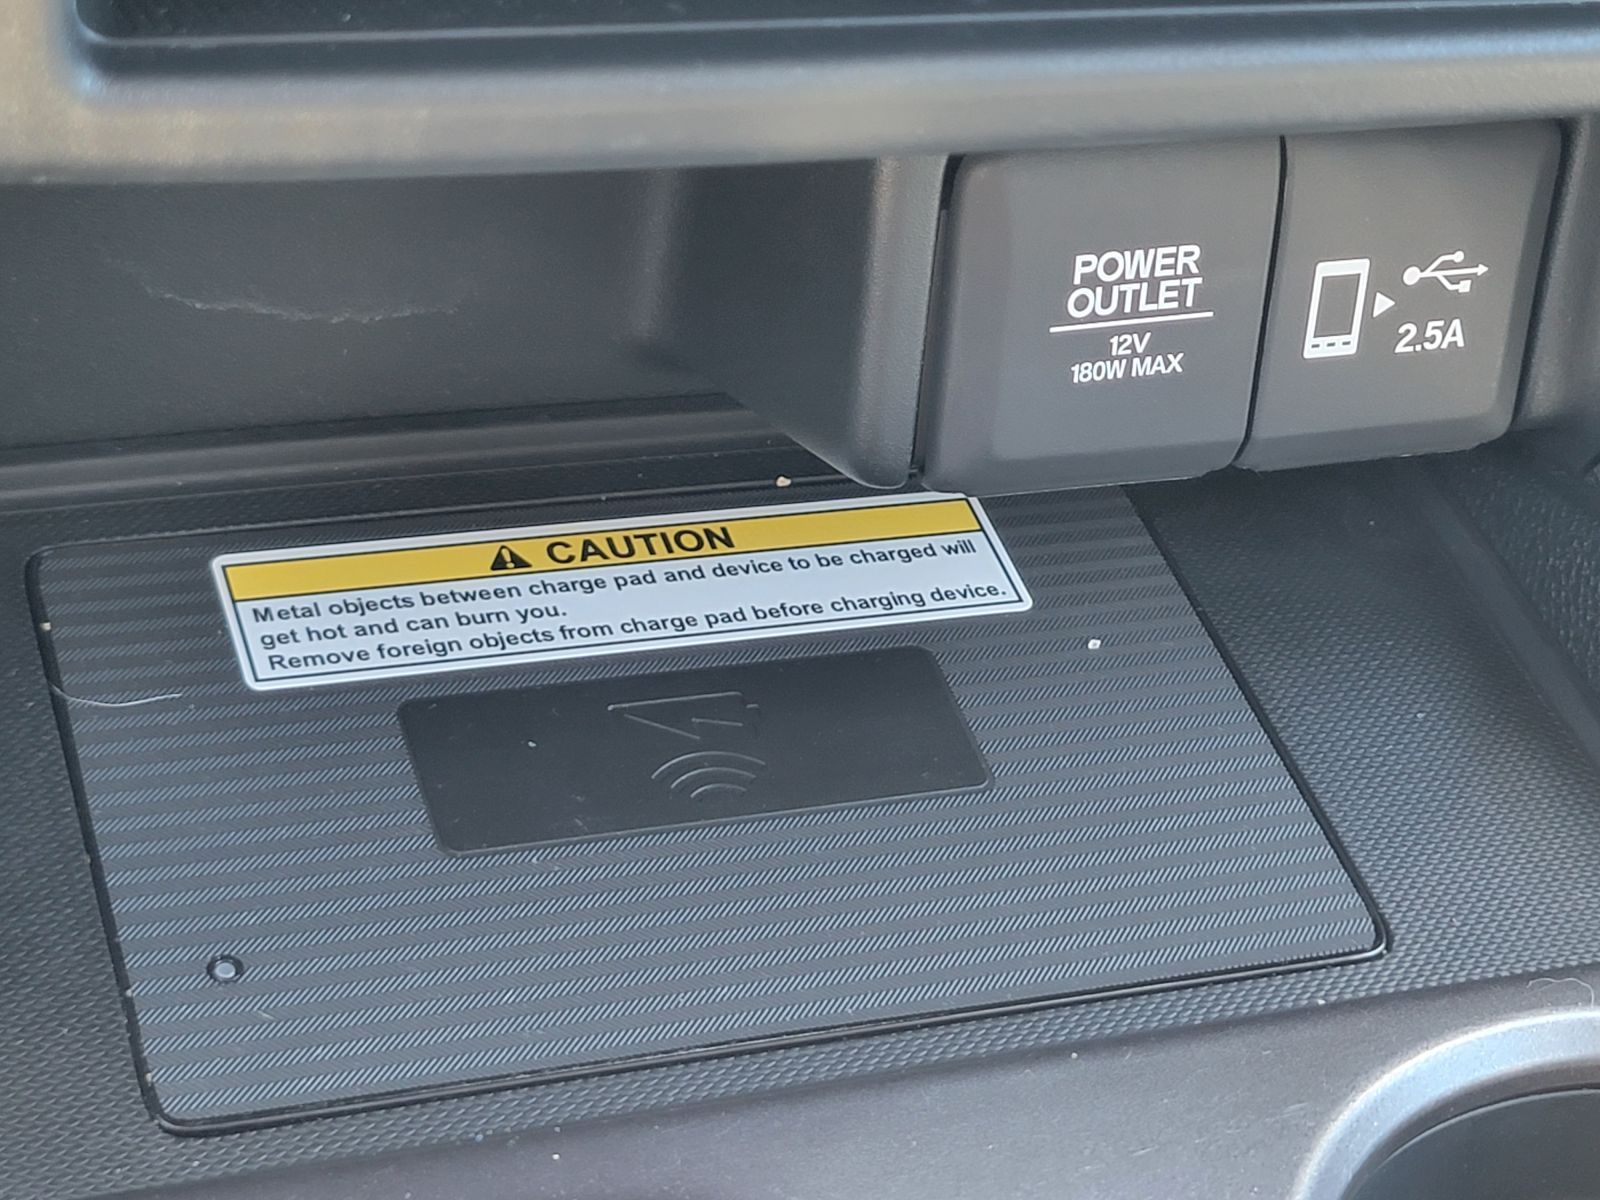 POWER
OUTLET
12V
180W MAX
2.5A
CAUTION
Metal objects between charge pad and device to be charged will
get hot and can burn you.
Remove foreign objects from charge pad before charging device.